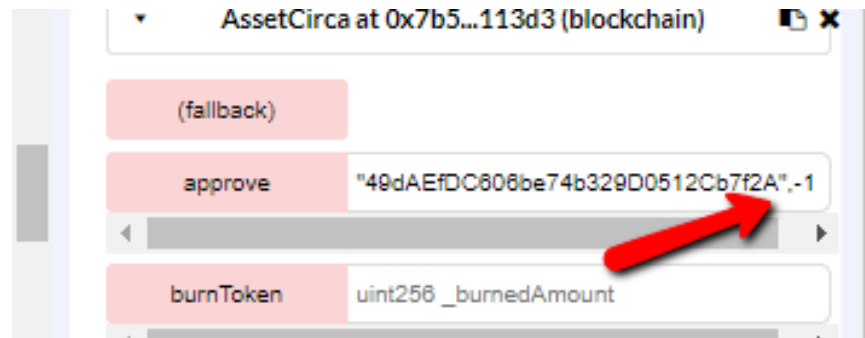 AssetCirca at 0x7b5...113d3 (blockchain)
(fallback)
approve "49dAEfDC606be74b329D0512Cb7f2A",-1
burnToken uint256 _burnedAmount